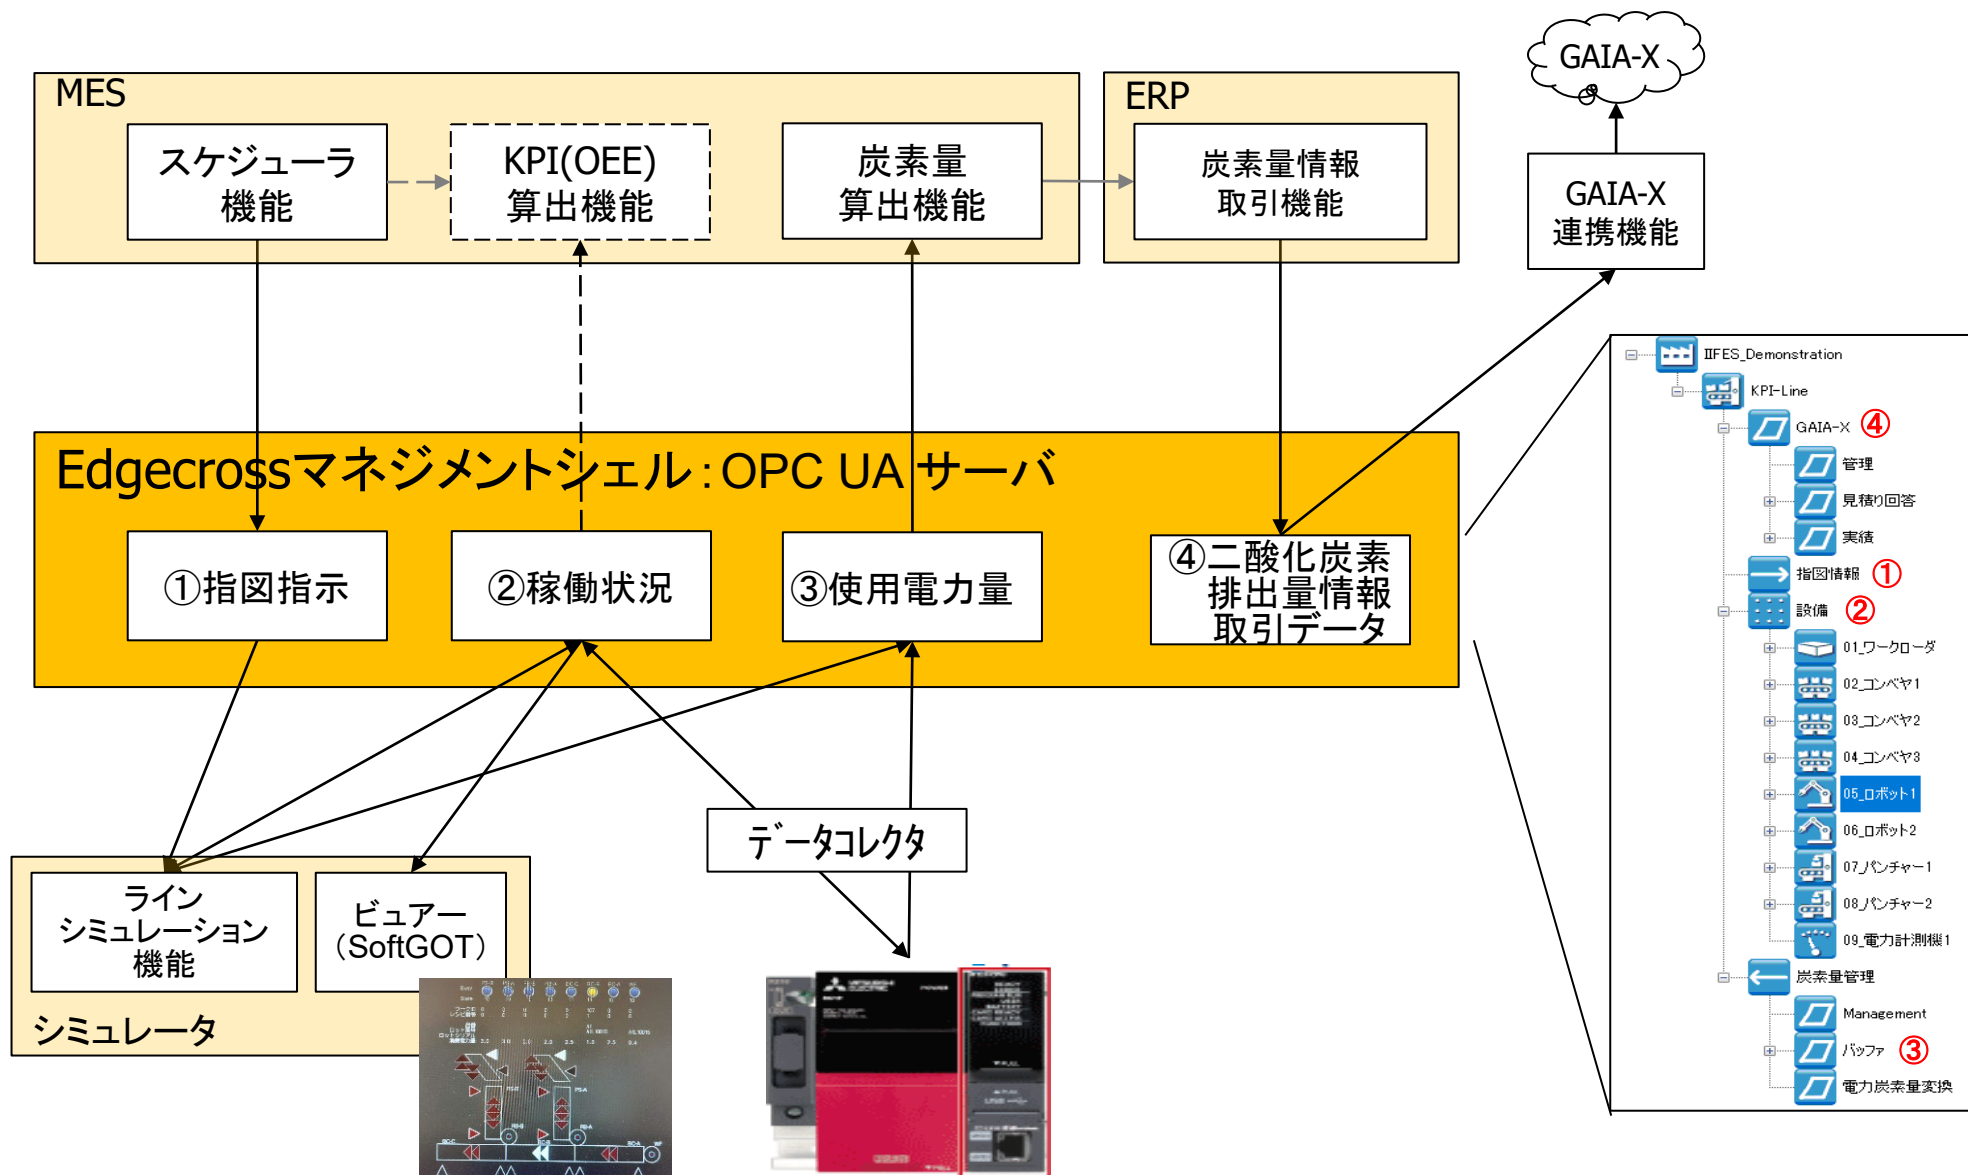 GAIA-X
MES
ERP
スケジューラ
機能
KPI(OEE)
算出機能
炭素量
算出機能
炭素量情報
取引機能
GAIA-X
連携機能
Edgecrossマネジメントシェル：OPC UA サーバ
①指図指示
②稼働状況
③使用電力量
④二酸化炭素
排出量情報
取引データ
データコレクタ
ライン
シミュレーション
機能
ビュアー
（SoftGOT）
シミュレータ
IIFES_Demonstration
KPI-Line
GAIA-X ④
管理
見積り回答
実績
指図情報 ①
設備 ②
01_ワークローダ
02_コンベヤ1
03_コンベヤ2
04_コンベヤ3
05_ロボット1
06_ロボット2
07_パンチャー1
08_パンチャー2
09_電力計測機1
炭素量管理
Management
バッファ ③
電力炭素量変換